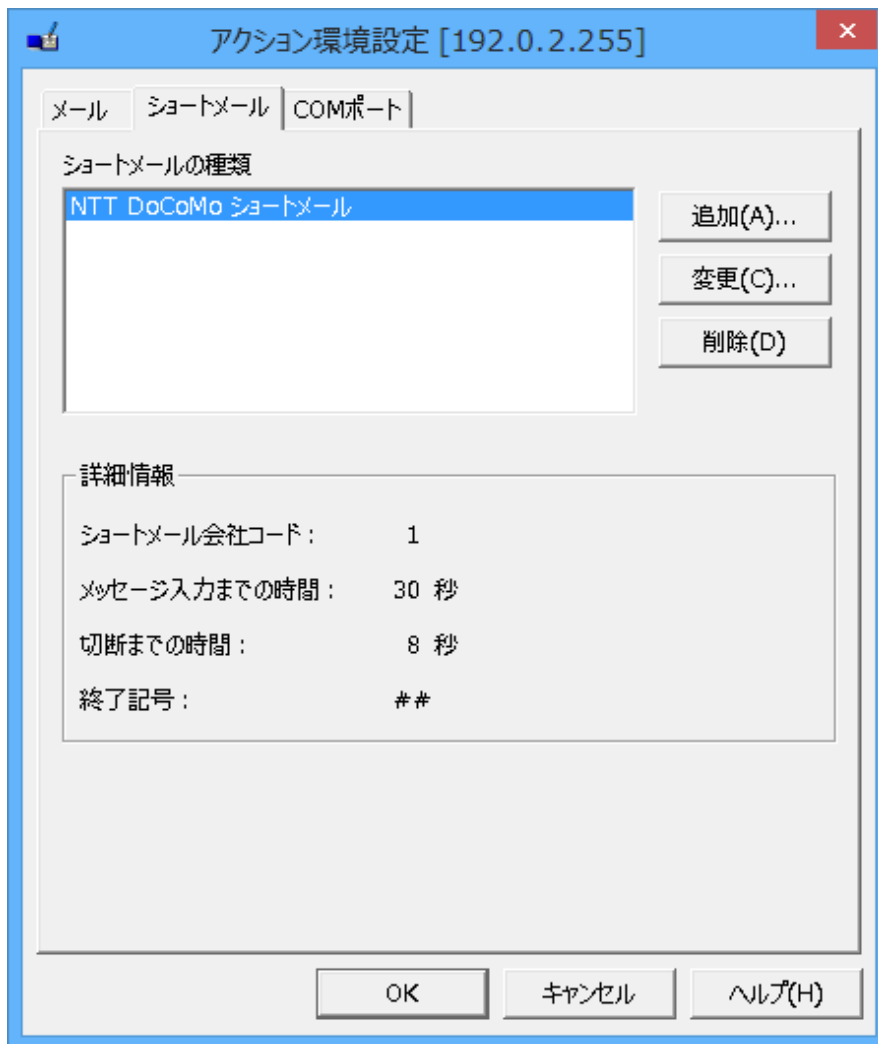 アクション環境設定 [192.0.2.255]
メール ショートメール COMポート
ショートメールの種類
NTT DoCoMo ショートメール
追加(A)...
変更(C)...
削除(D)
詳細情報
ショートメール会社コード： 1
メッセージ入力までの時間： 30 秒
切断までの時間： 8 秒
終了記号： ##
OK キャンセル ヘルプ(H)